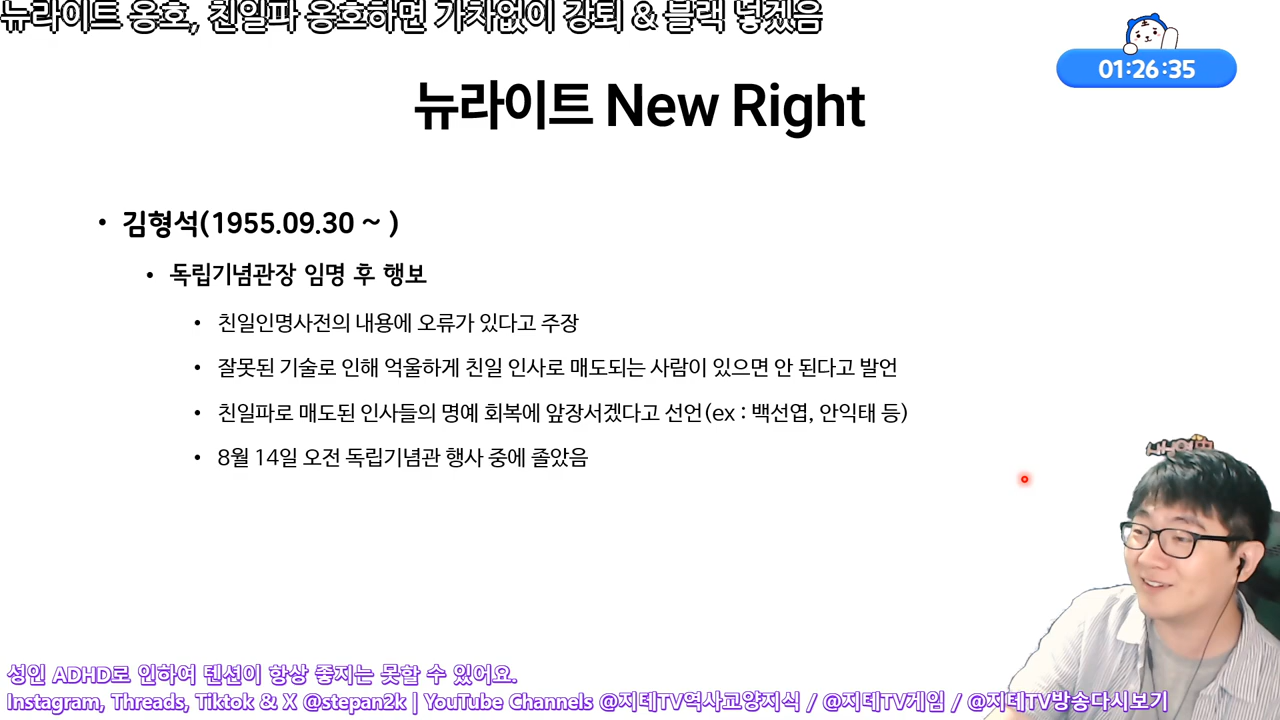 뉴라이트 옹호, 친일파 옹호하면 가차없이 강퇴 & 블랙 넣겠음
01:26:35
뉴라이트 New Right
• 김형석(1955.09.30 ~ )
• 독립기념관장 임명 후 행보
• 친일인명사전의 내용에 오류가 있다고 주장
• 잘못된 기술로 인해 억울하게 친일 인사로 매도되는 사람이 있으면 안 된다고 발언
• 친일파로 매도된 인사들의 명예 회복에 앞장서겠다고 선언(ex : 백선엽, 안익태 등)
• 8월 14일 오전 독립기념관 행사 중에 졸았음
성인 ADHD로 인하여 텐션이 항상 좋지는 못할 수 있어요.
Instagram, Threads, Tiktok & X @stepan2k | YouTube Channels @지테TV역사교양지식 / @지테TV게임 / @지테TV방송다시보기